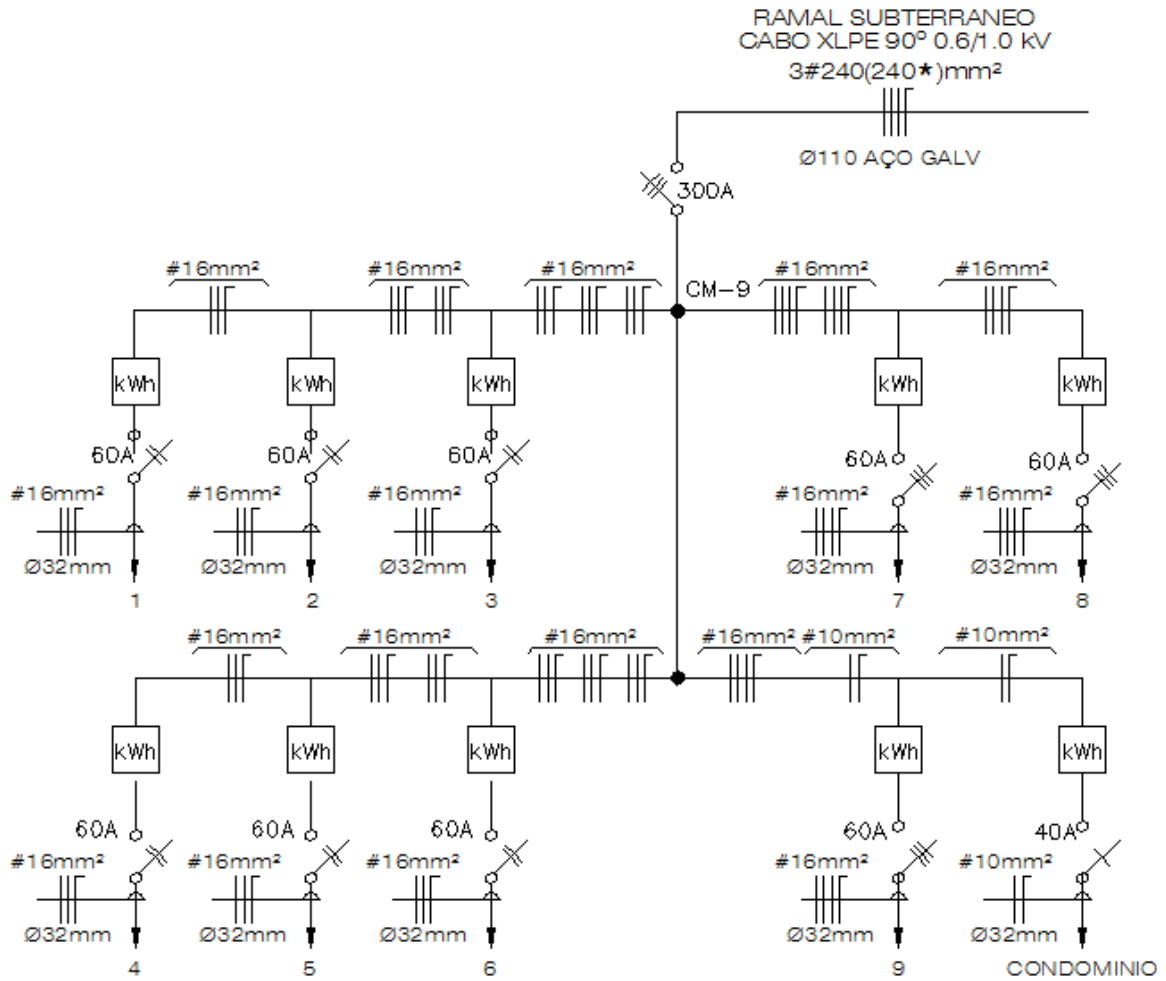 RAMAL SUBTERRANEO
CABO XLPE 90º 0.6/1.0 kV
3#240(240★)mm²
Ø110 AÇO GALV
300A
#16mm² #16mm² #16mm² CM-9 #16mm² #16mm²
kWh kWh kWh kWh kWh
60A 60A 60A 60A 60A
#16mm² #16mm² #16mm² #16mm² #16mm²
Ø32mm Ø32mm Ø32mm Ø32mm Ø32mm
1 2 3 7 8
#16mm² #16mm² #16mm² #16mm² #10mm² #10mm²
kWh kWh kWh kWh kWh
60A 60A 60A 60A 40A
#16mm² #16mm² #16mm² #16mm² #10mm²
Ø32mm Ø32mm Ø32mm Ø32mm Ø32mm
4 5 6 9 CONDOMINIO